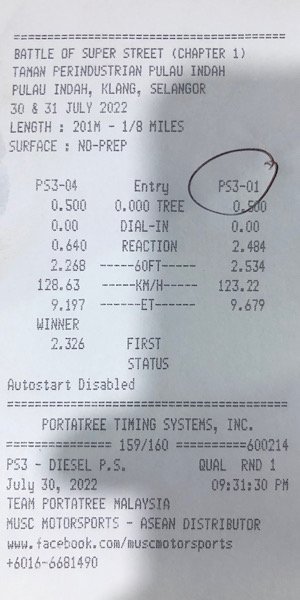 BATTLE OF SUPER STREET (CHAPTER 1)
TAMAN PERINDUSTRIAN PULAU INDAH
PULAU INDAH, KLANG, SELANGOR
30 & 31 JULY 2022
LENGTH : 201M - 1/8 MILES
SURFACE : NO-PREP
PS3-04 Entry PS3-01
0.500 0.000 TREE 0.500
0.00 DIAL-IN 0.00
0.640 REACTION 2.484
2.268 -----60FT------ 2.534
128.63 -----KM/H------ 123.22
9.197 ------ET------- 9.679
WINNER
2.326 FIRST
STATUS
Autostart Disabled
PORTATREE TIMING SYSTEMS, INC.
=============== 159/160 ===========600214
PS3 - DIESEL P.S. QUAL RND 1
July 30, 2022 09:31:30 PM
TEAM PORTATREE MALAYSIA
MUSC MOTORSPORTS - ASEAN DISTRIBUTOR
www.facebook.com/muscmotorsports
+6016-6681490